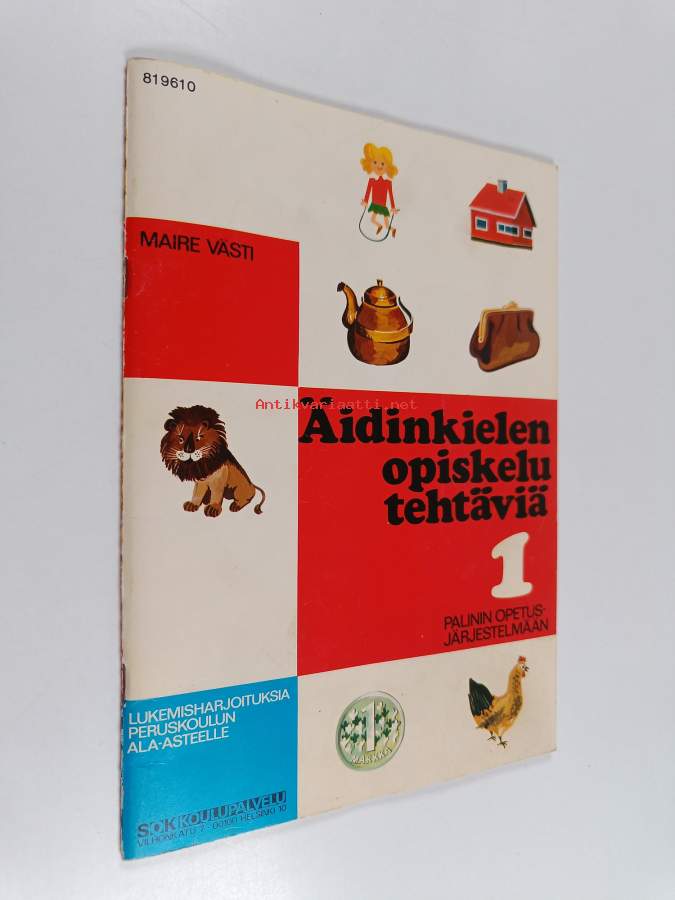 819610
MAIRE VÄSTI
Antikvariaatti.net
Äidinkielen
opiskelu
tehtäviä
1
PALININ OPETUS-
JÄRJESTELMÄÄN
LUKEMISHARJOITUKSIA
PERUSKOULUN
ALA-ASTEELLE
1
MARKKA
SOK KOULUPALVELU
VILHONKATU 7 - 00100 HELSINKI 10